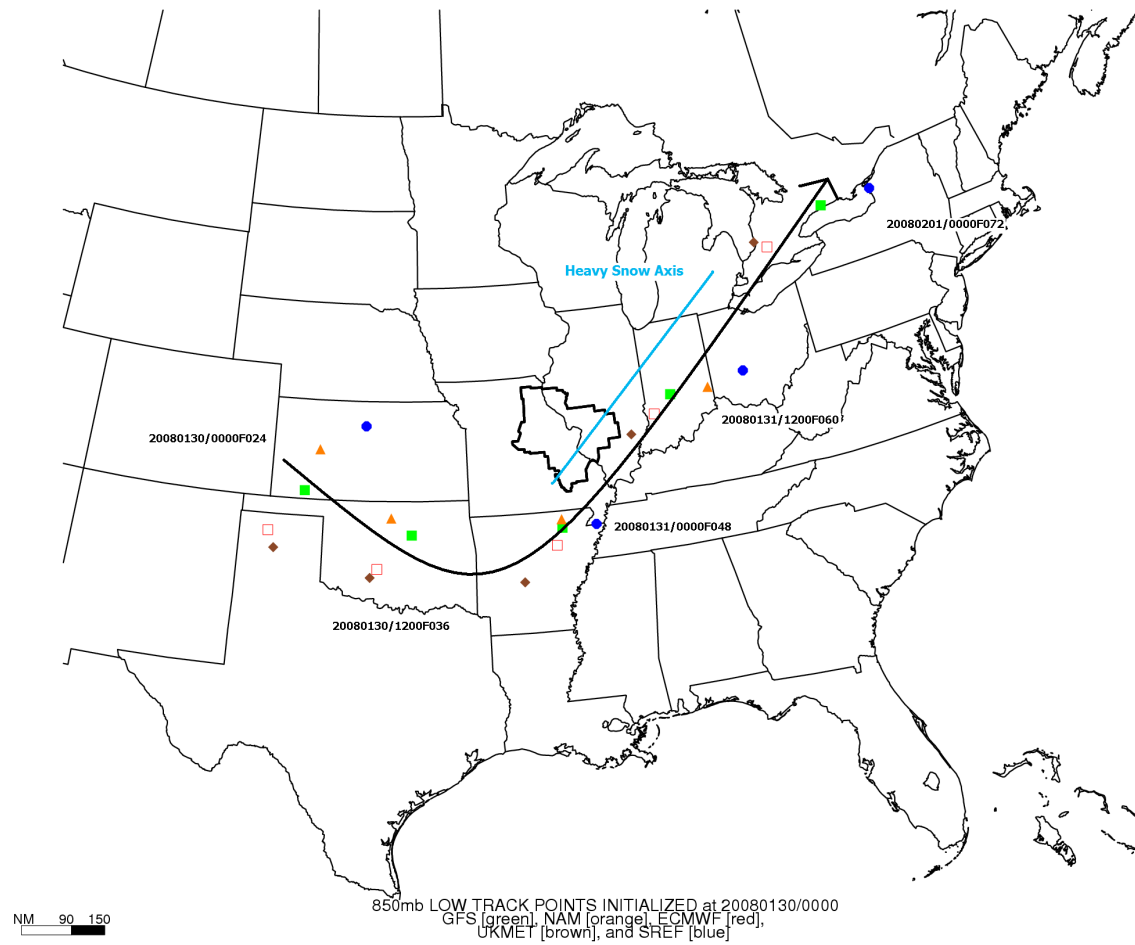 20080201/0000F072
Heavy Snow Axis
20080131/1200F060
20080130/0000F024
20080131/0000F048
20080130/1200F036
850mb LOW TRACK POINTS INITIALIZED at 20080130/0000
GFS [green], NAM [orange], ECMWF [red],
UKMET [brown], and SREF [blue]
NM 90 150